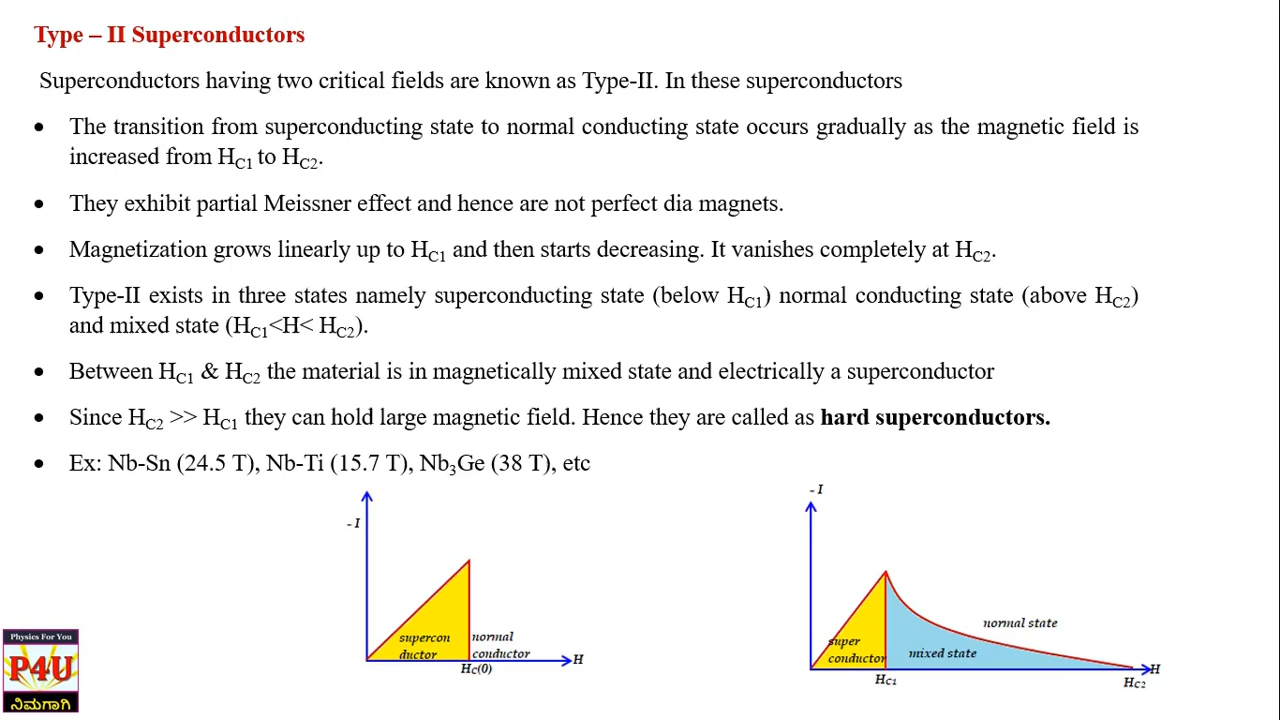 Type – II Superconductors
Superconductors having two critical fields are known as Type-II. In these superconductors
• The transition from superconducting state to normal conducting state occurs gradually as the magnetic field is
increased from HC1 to HC2.
• They exhibit partial Meissner effect and hence are not perfect dia magnets.
• Magnetization grows linearly up to HC1 and then starts decreasing. It vanishes completely at HC2.
• Type-II exists in three states namely superconducting state (below HC1) normal conducting state (above HC2)
and mixed state (HC1<H< HC2).
• Between HC1 & HC2 the material is in magnetically mixed state and electrically a superconductor
• Since HC2 >> HC1 they can hold large magnetic field. Hence they are called as hard superconductors.
• Ex: Nb-Sn (24.5 T), Nb-Ti (15.7 T), Nb3Ge (38 T), etc
- I
supercon
ductor
normal
conductor
H
HC(0)
- I
super
conductor
mixed state
normal state
H
HC1
HC2
Physics For You
P4U
ನಿಮಗಾಗಿ